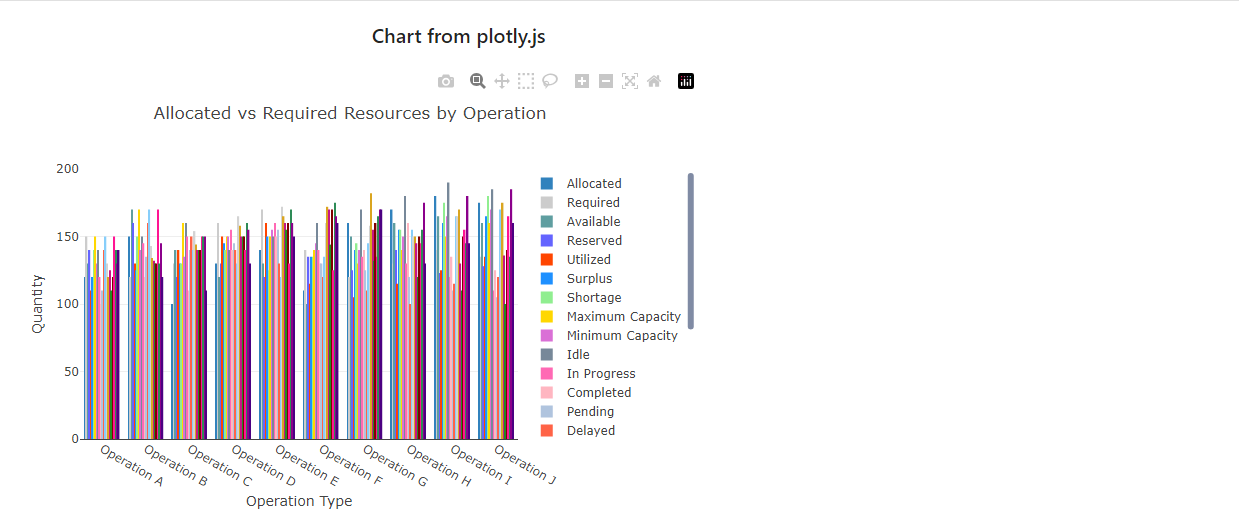 Chart from plotly.js
Allocated vs Required Resources by Operation
200
150
100
50
0
Quantity
Operation A
Operation B
Operation C
Operation D
Operation E
Operation F
Operation G
Operation H
Operation I
Operation J
Operation Type
Allocated
Required
Available
Reserved
Utilized
Surplus
Shortage
Maximum Capacity
Minimum Capacity
Idle
In Progress
Completed
Pending
Delayed